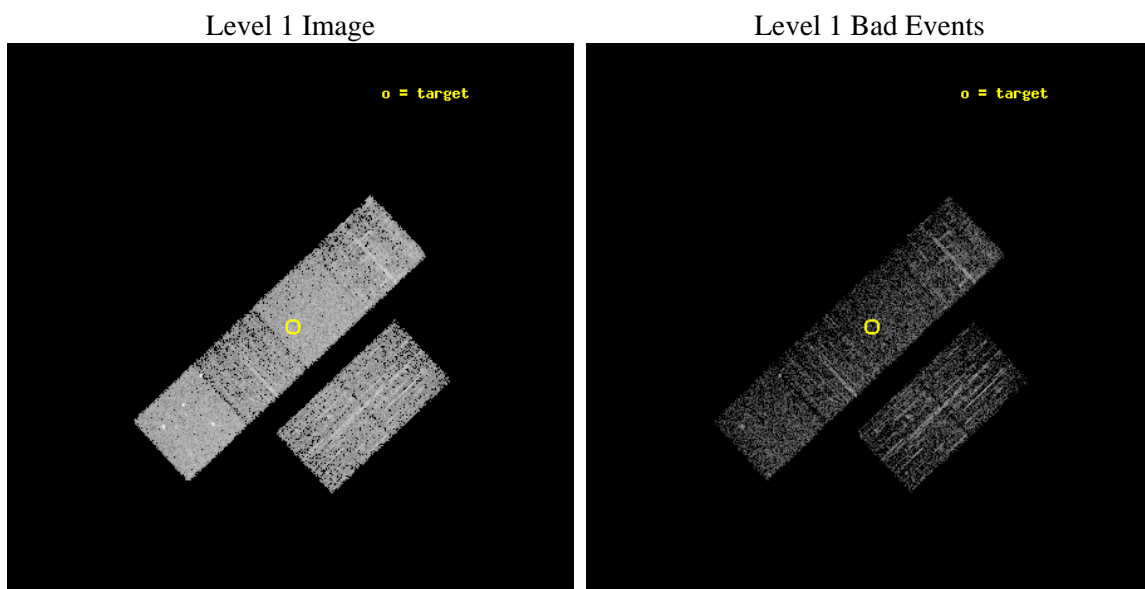 Level 1 Image
Level 1 Bad Events
o = target
o = target